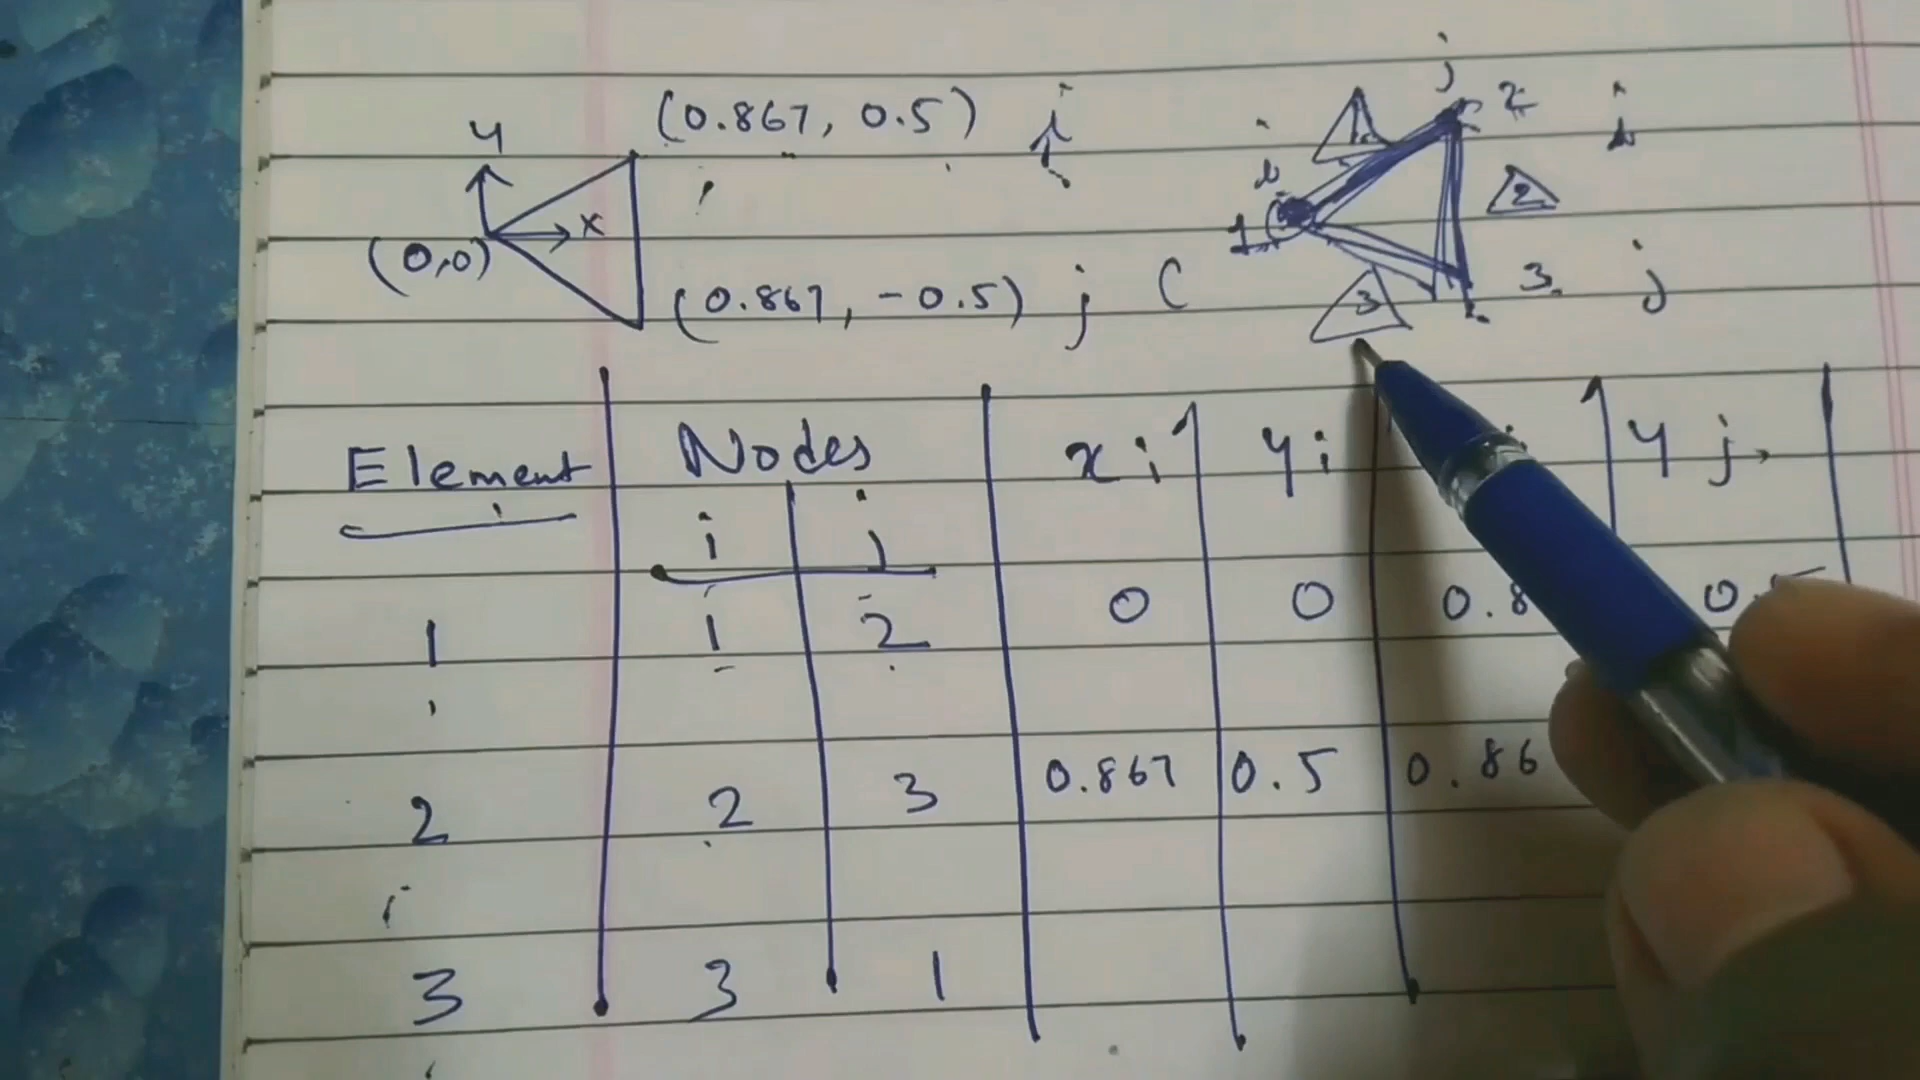 (0.867, 0.5) i
j
y
i
2 i
1
x
2
(0,0)
1
3. j
(0.867, -0.5) j
3
Element Nodes xi yi yj
i j
1 1 2 0 0 0.8
2 2 3 0.867 0.5 0.86
3 3 1